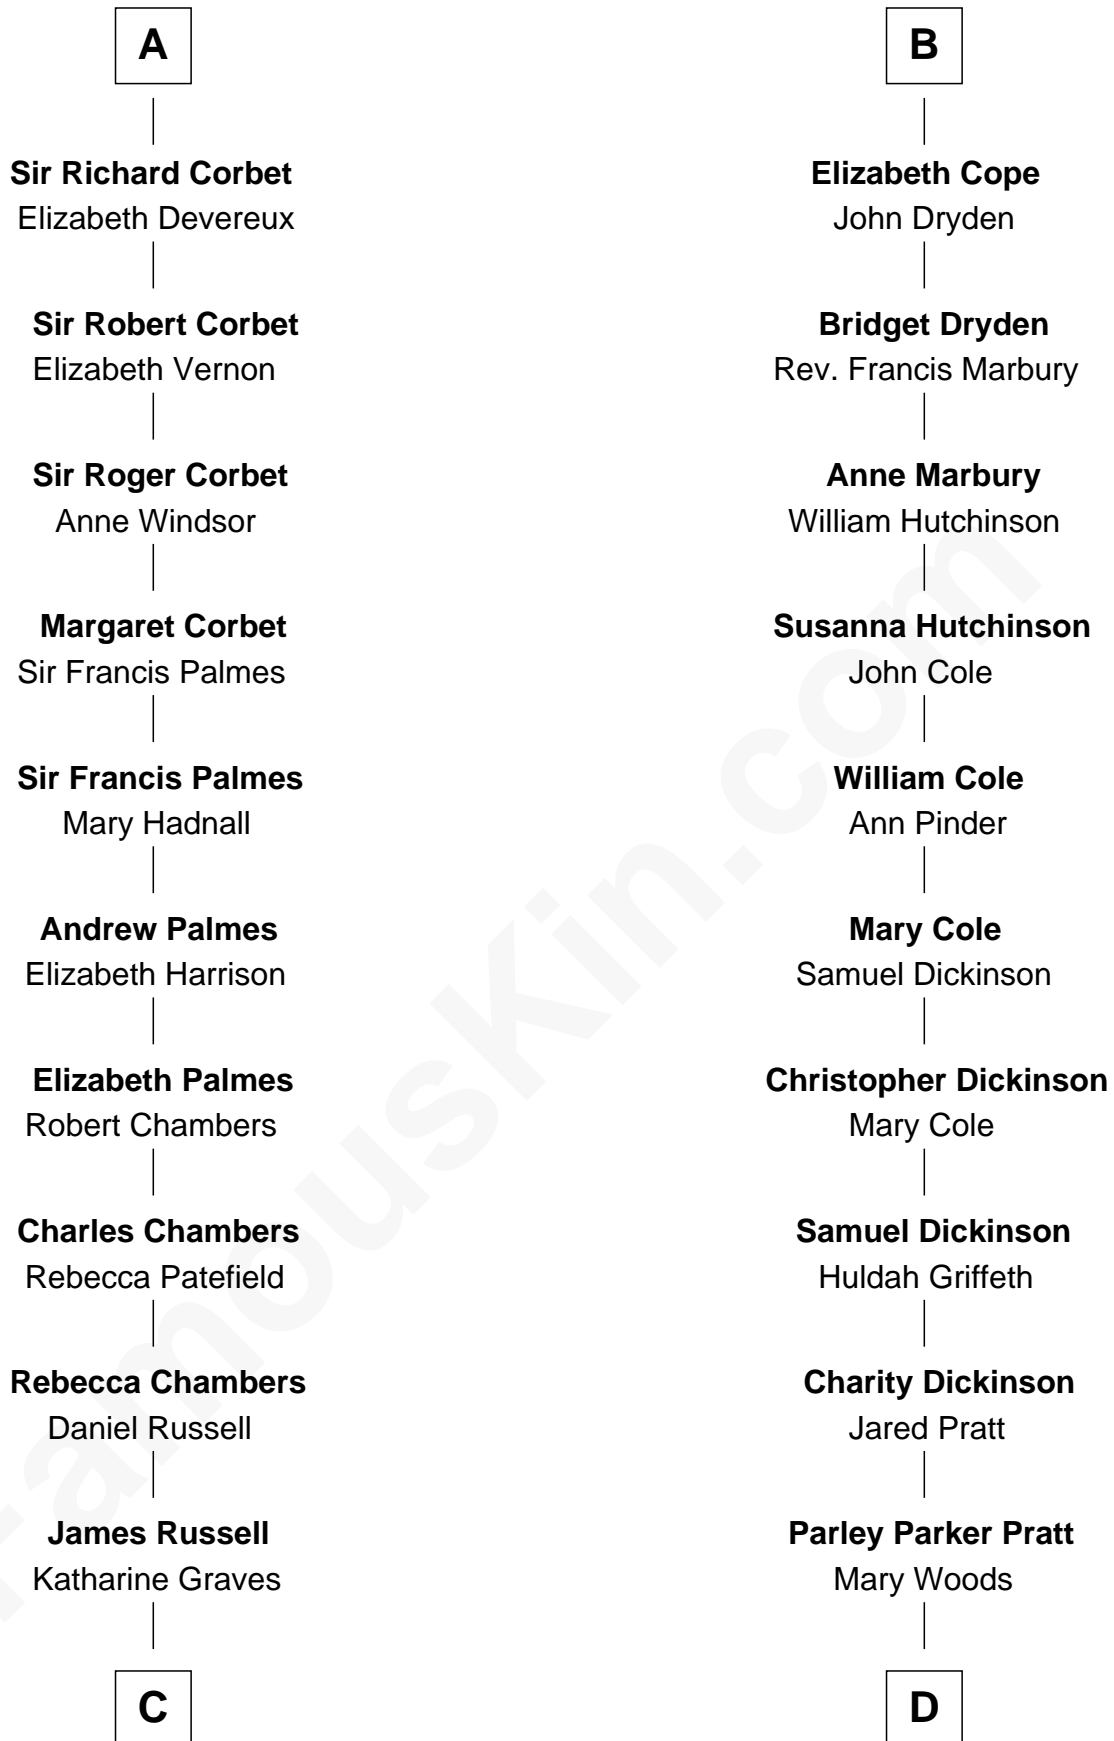 A
Sir Richard Corbet
Elizabeth Devereux
Sir Robert Corbet
Elizabeth Vernon
Sir Roger Corbet
Anne Windsor
Margaret Corbet
Sir Francis Palmes
Sir Francis Palmes
Mary Hadnall
Andrew Palmes
Elizabeth Harrison
Elizabeth Palmes
Robert Chambers
Charles Chambers
Rebecca Patefield
Rebecca Chambers
Daniel Russell
James Russell
Katharine Graves
C
B
Elizabeth Cope
John Dryden
Bridget Dryden
Rev. Francis Marbury
Anne Marbury
William Hutchinson
Susanna Hutchinson
John Cole
William Cole
Ann Pinder
Mary Cole
Samuel Dickinson
Christopher Dickinson
Mary Cole
Samuel Dickinson
Huldah Griffeth
Charity Dickinson
Jared Pratt
Parley Parker Pratt
Mary Woods
D
FamousKin.com